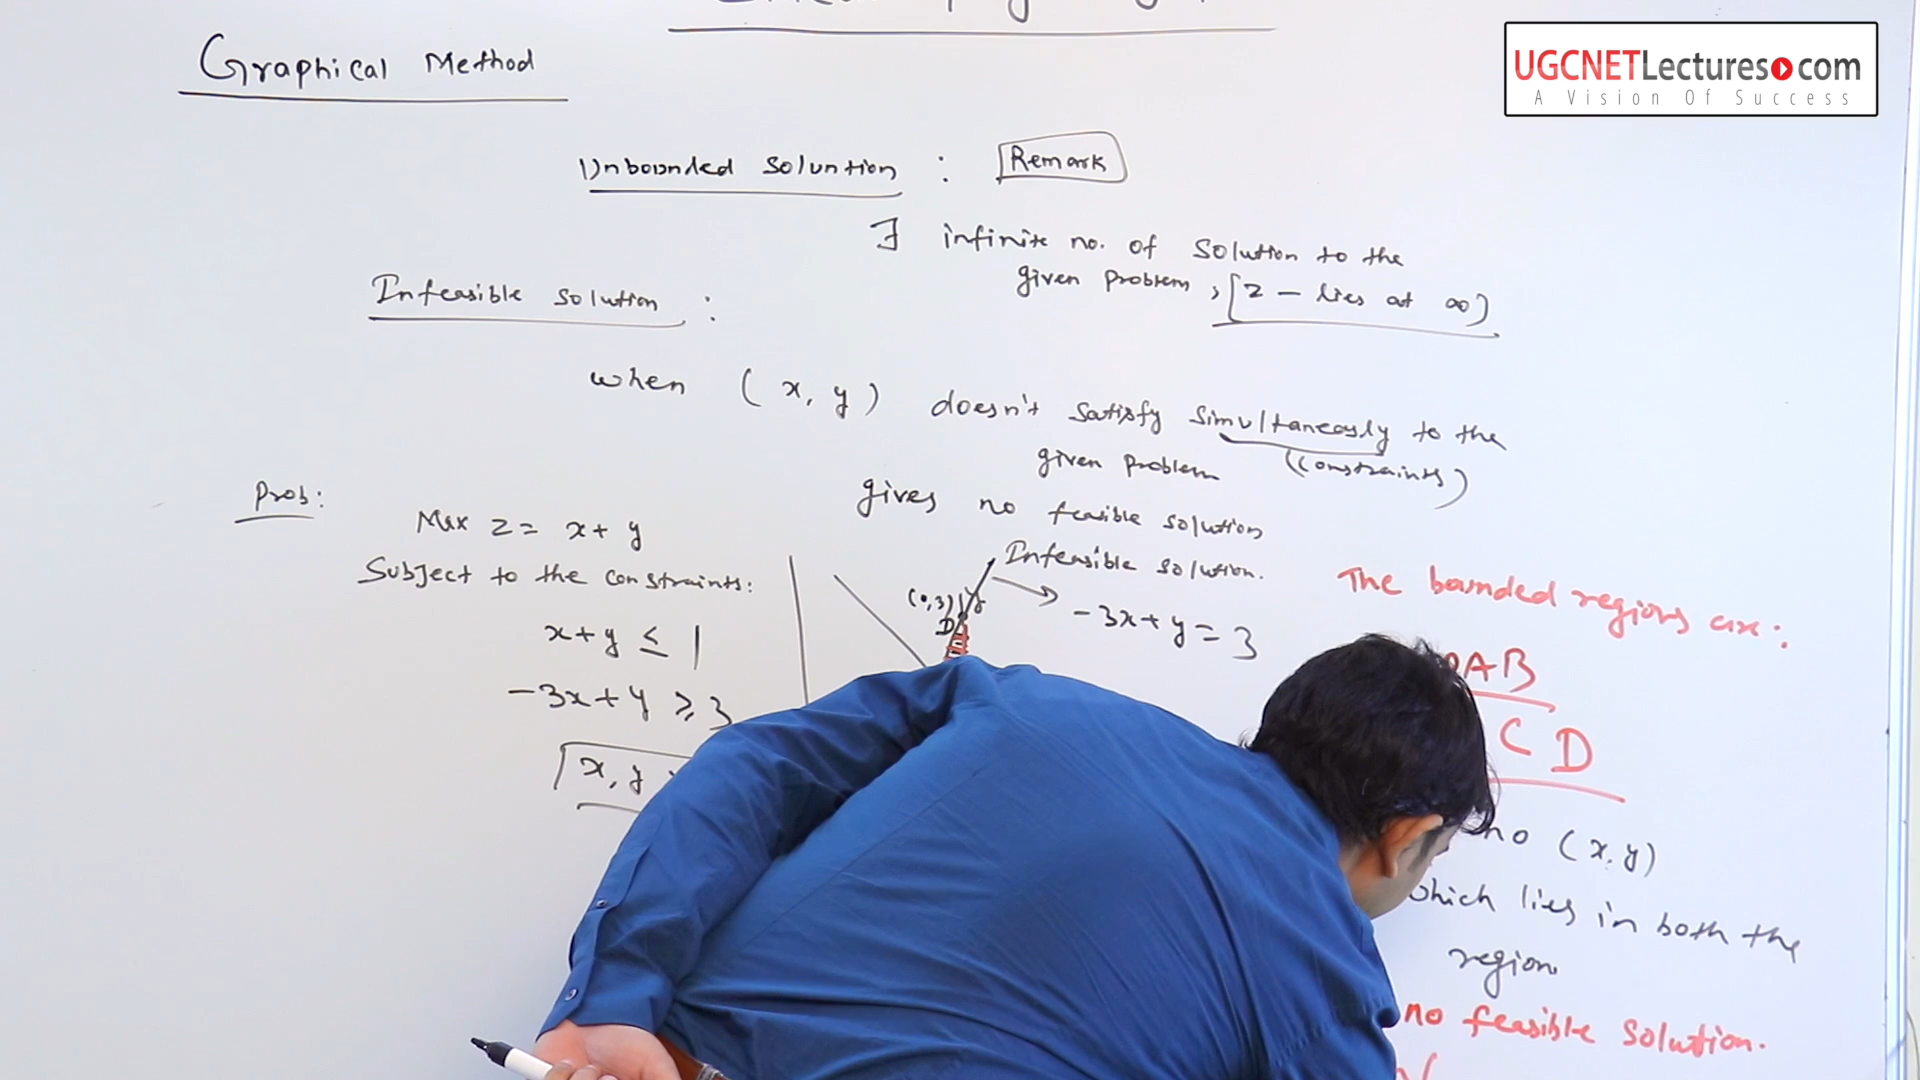 Graphical Method
UGCNETLectures.com
A Vision Of Success
Unbounded Soluntion : Remark
∃ infinite no. of solution to the
given problem, [z - lies at ∞)
Infeasible solution :
when (x, y) doesn't satisfy simultaneously to the
given problem (constraints)
gives no feasible solution
Infeasible solution.
Prob:
Max z = x + y
Subject to the constraints:
x + y ≤ 1
-3x + y ≥ 3
x, y
(0,3) y
D
-3x + y = 3
The bounded regions are:
OAB
C D
no (x, y)
which lies in both the
region
no feasible solution.